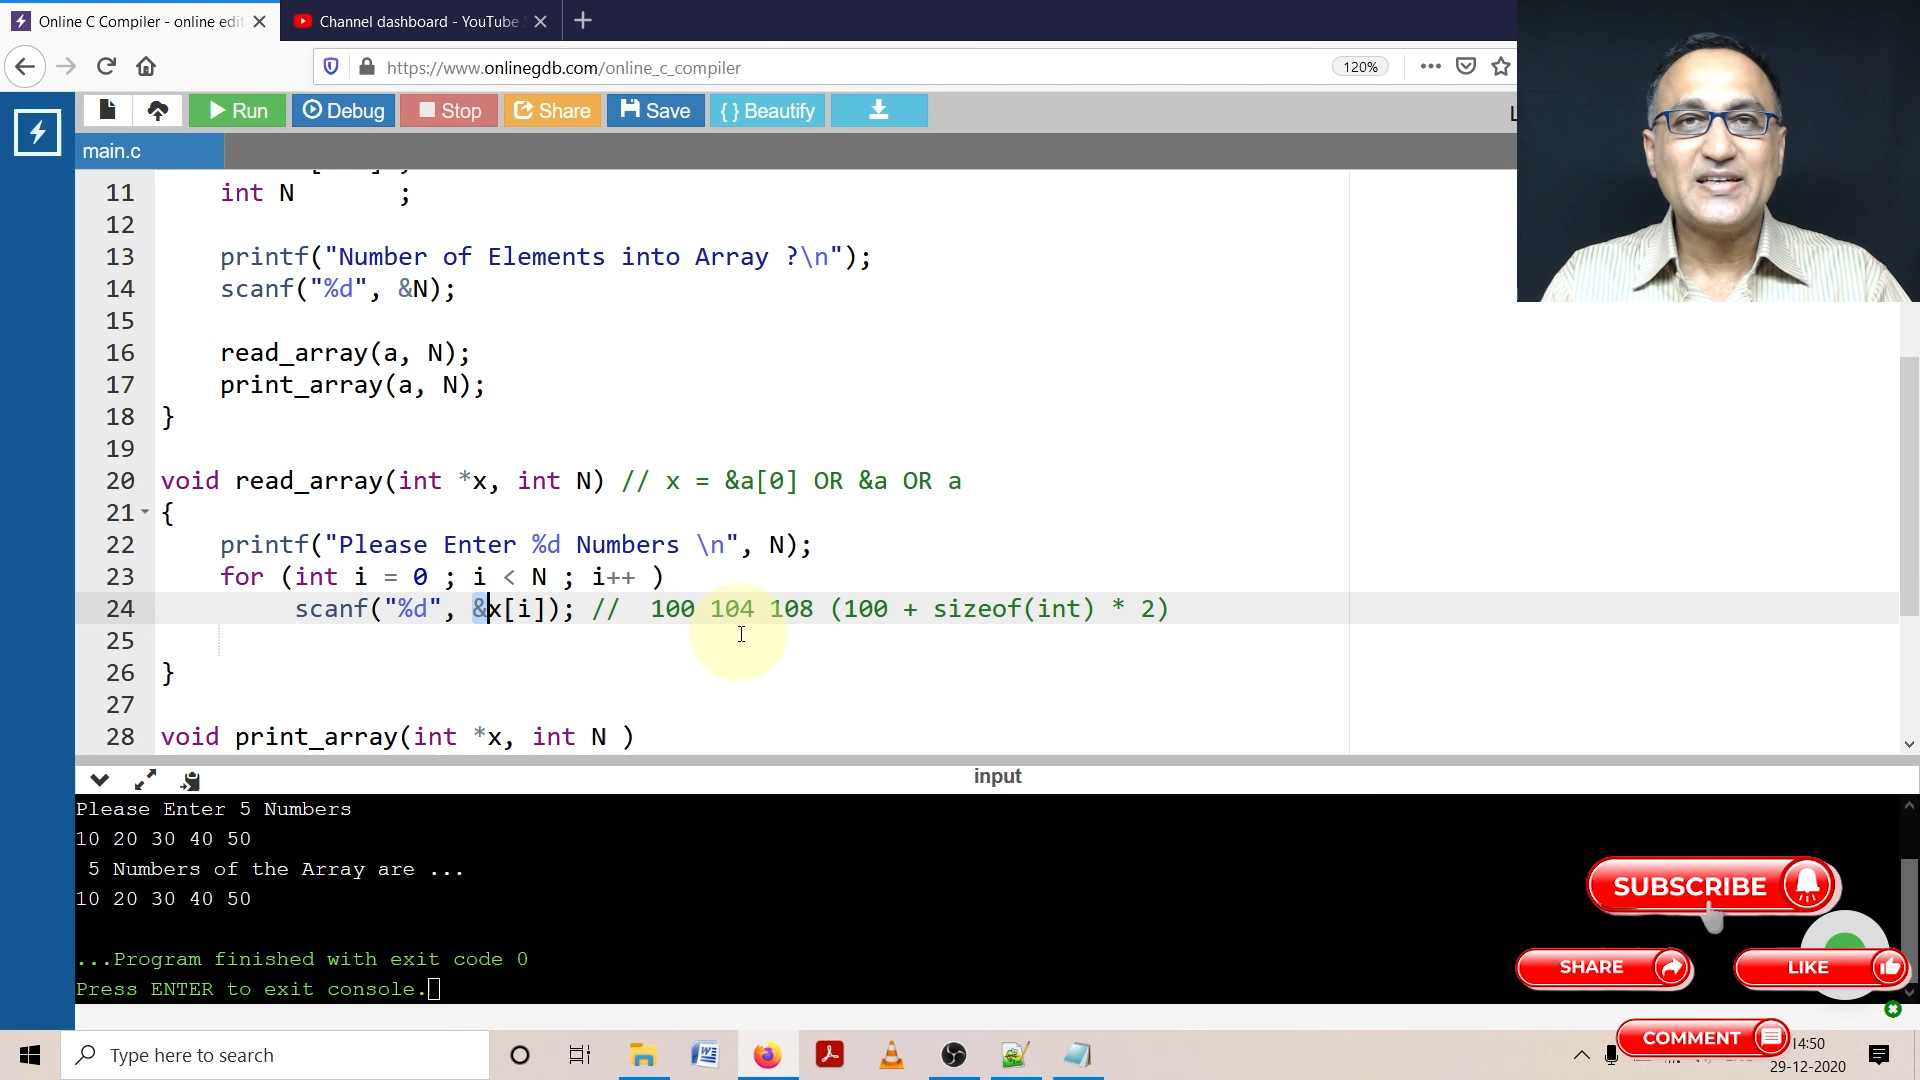 Online C Compiler - online edit
Channel dashboard - YouTube
https://www.onlinegdb.com/online_c_compiler
120%
Run
Debug
Stop
Share
Save
{ } Beautify
main.c
11 int N ;
12
13 printf("Number of Elements into Array ?\n");
14 scanf("%d", &N);
15
16 read_array(a, N);
17 print_array(a, N);
18 }
19
20 void read_array(int *x, int N) // x = &a[0] OR &a OR a
21 {
22 printf("Please Enter %d Numbers \n", N);
23 for (int i = 0 ; i < N ; i++ )
24 scanf("%d", &x[i]); // 100 104 108 (100 + sizeof(int) * 2)
25
26 }
27
28 void print_array(int *x, int N )
input
Please Enter 5 Numbers
10 20 30 40 50
5 Numbers of the Array are ...
10 20 30 40 50
...Program finished with exit code 0
Press ENTER to exit console.
SUBSCRIBE
SHARE
LIKE
COMMENT
Type here to search
14:50
29-12-2020